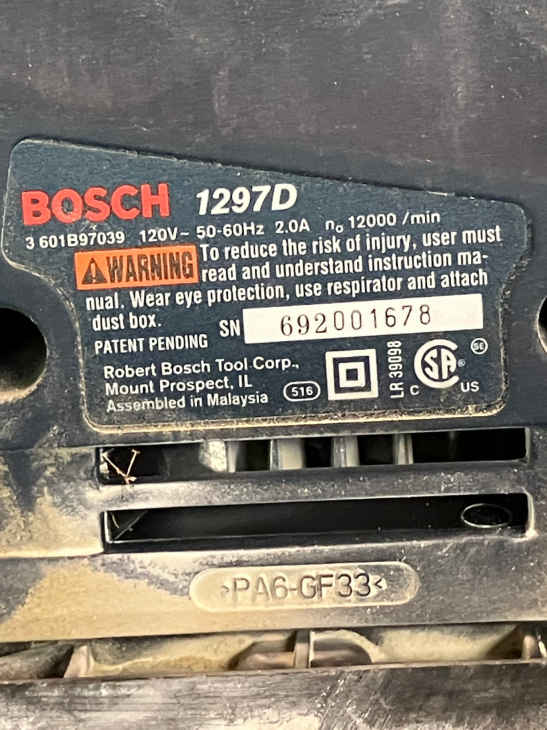 BOSCH 1297D
3 601B97039 120V~ 50-60Hz 2.0A n₀ 12000 /min
WARNING To reduce the risk of injury, user must
read and understand instruction ma-
nual. Wear eye protection, use respirator and attach
dust box.
SN 692001678
PATENT PENDING
Robert Bosch Tool Corp.,
Mount Prospect, IL
Assembled in Malaysia
516
LR 39098
SA
C US
SE
>PA6-GF33<